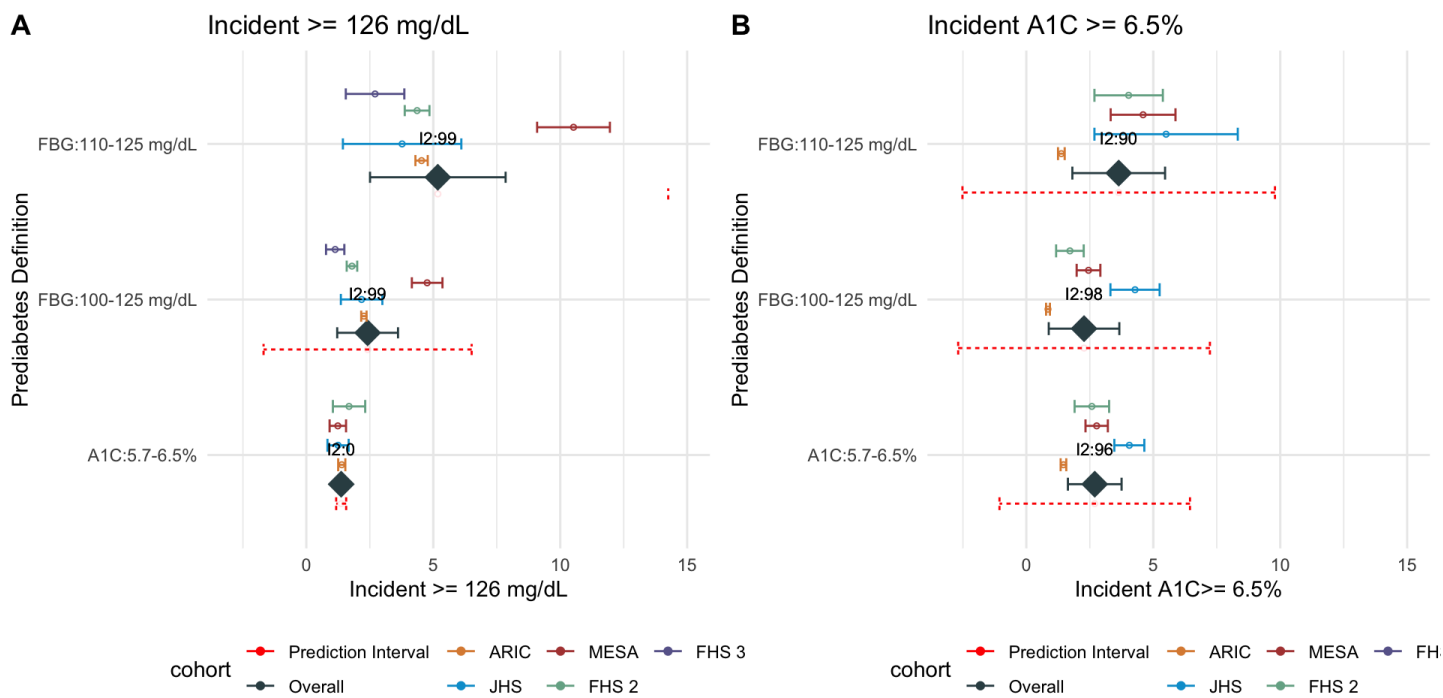 A
Incident >= 126 mg/dL
Prediabetes Definition
FBG:110-125 mg/dL
I2:99
FBG:100-125 mg/dL
I2:99
A1C:5.7-6.5%
I2:0
0 5 10 15
Incident >= 126 mg/dL
cohort
Prediction Interval ARIC MESA FHS 3
Overall JHS FHS 2
B
Incident A1C >= 6.5%
Prediabetes Definition
FBG:110-125 mg/dL
I2:90
FBG:100-125 mg/dL
I2:98
A1C:5.7-6.5%
I2:96
0 5 10 15
Incident A1C>= 6.5%
cohort
Prediction Interval ARIC MESA
Overall JHS FHS 2